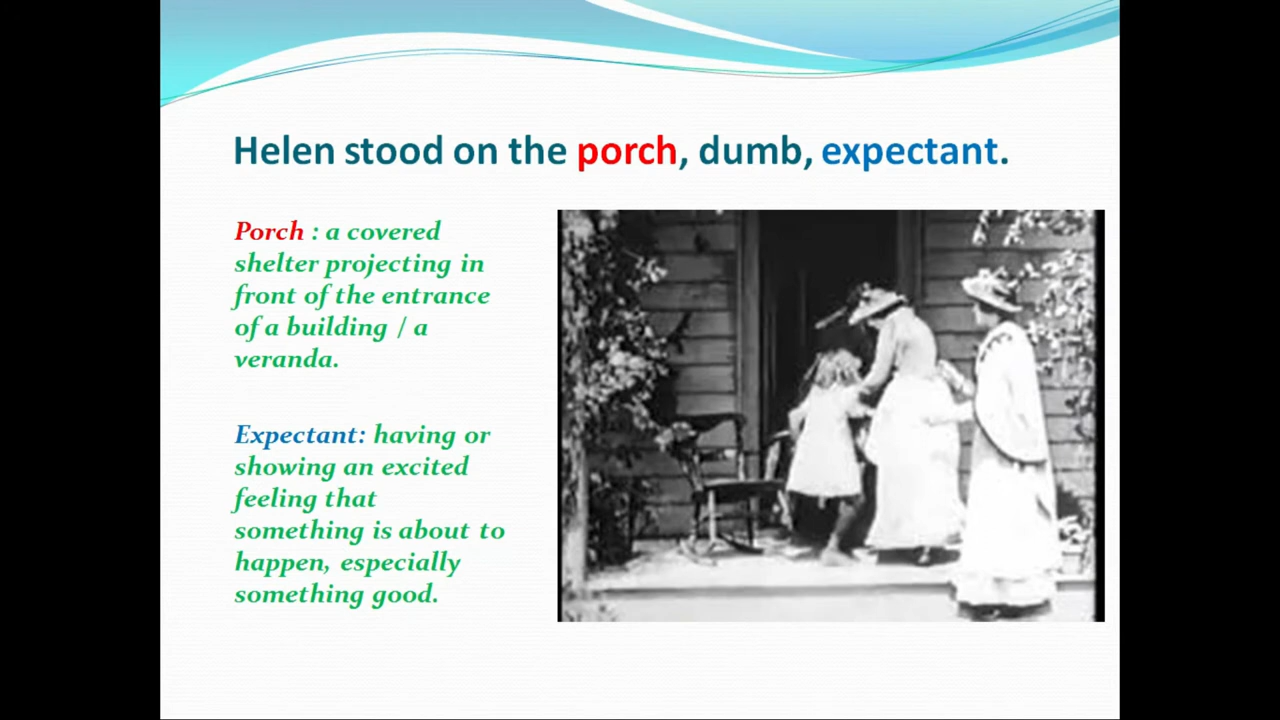 Helen stood on the porch, dumb, expectant.
Porch : a covered
shelter projecting in
front of the entrance
of a building / a
veranda.
Expectant: having or
showing an excited
feeling that
something is about to
happen, especially
something good.